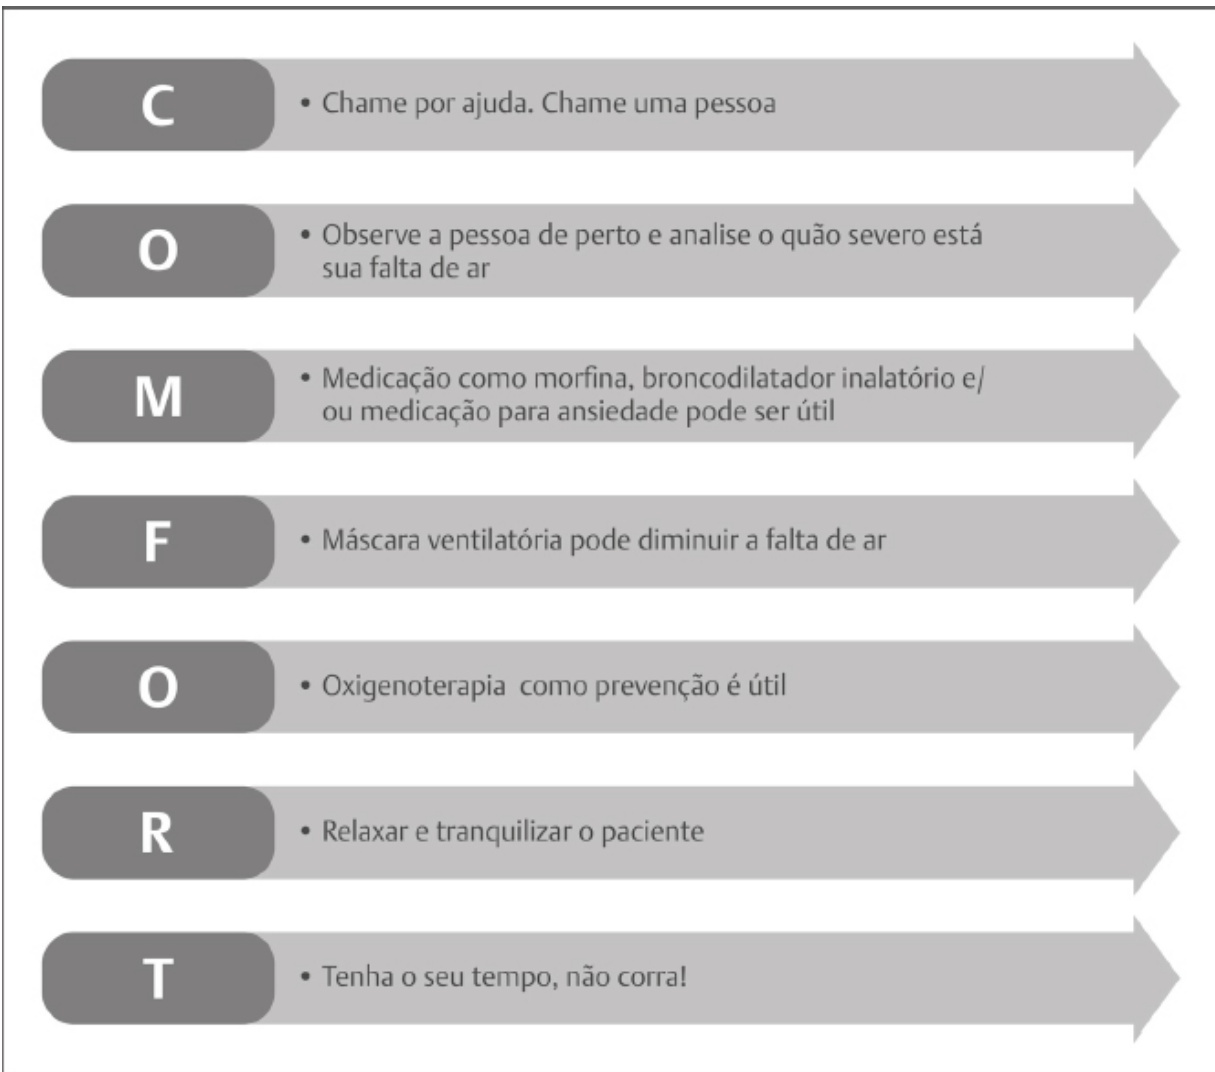 C
• Chame por ajuda. Chame uma pessoa
O
• Observe a pessoa de perto e analise o quão severo está
sua falta de ar
M
• Medicação como morfina, broncodilatador inalatório e/
ou medicação para ansiedade pode ser útil
F
• Máscara ventilatória pode diminuir a falta de ar
O
• Oxigenoterapia como prevenção é útil
R
• Relaxar e tranquilizar o paciente
T
• Tenha o seu tempo, não corra!